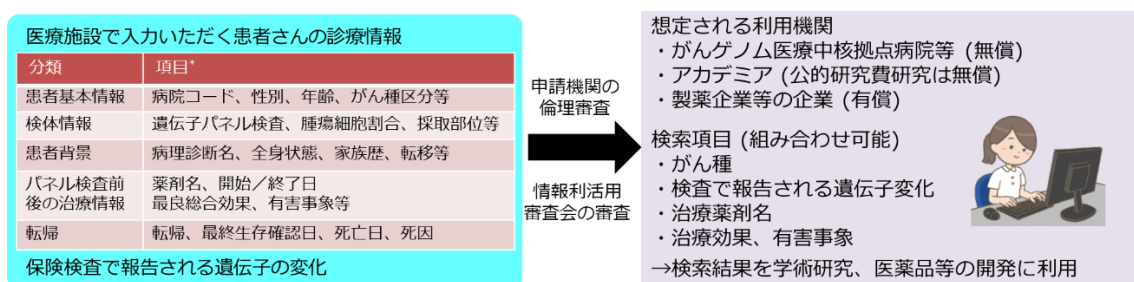 医療施設で入力いただく患者さんの診療情報
分類 項目*
患者基本情報 病院コード、性別、年齢、がん種区分等
検体情報 遺伝子パネル検査、腫瘍細胞割合、採取部位等
患者背景 病理診断名、全身状態、家族歴、転移等
パネル検査前 薬剤名、開始／終了日
後の治療情報 最良総合効果、有害事象等
転帰 転帰、最終生存確認日、死亡日、死因
保険検査で報告される遺伝子の変化
申請機関の
倫理審査
情報利活用
審査会の審査
想定される利用機関
・がんゲノム医療中核拠点病院等 (無償)
・アカデミア (公的研究費研究は無償)
・製薬企業等の企業 (有償)
検索項目 (組み合わせ可能)
・がん種
・検査で報告される遺伝子変化
・治療薬剤名
・治療効果、有害事象
→検索結果を学術研究、医薬品等の開発に利用